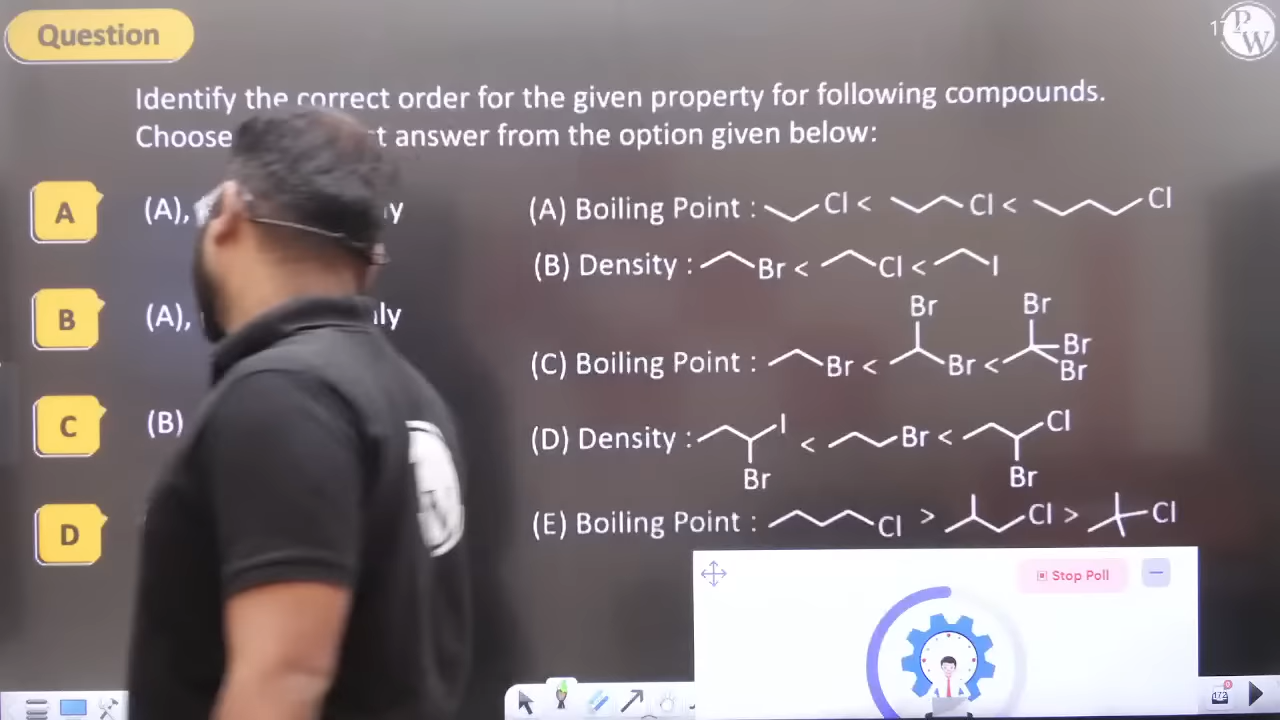 Question
Identify the correct order for the given property for following compounds.
Choose answer from the option given below:
A (A),
B (A),
C (B)
D
(A) Boiling Point : Cl < Cl < Cl
(B) Density : Br < Cl < I
(C) Boiling Point : Br < Br Br < Br Br Br
(D) Density : I Br < Br < Cl Br
(E) Boiling Point : Cl > Cl > Cl
Stop Poll
PW